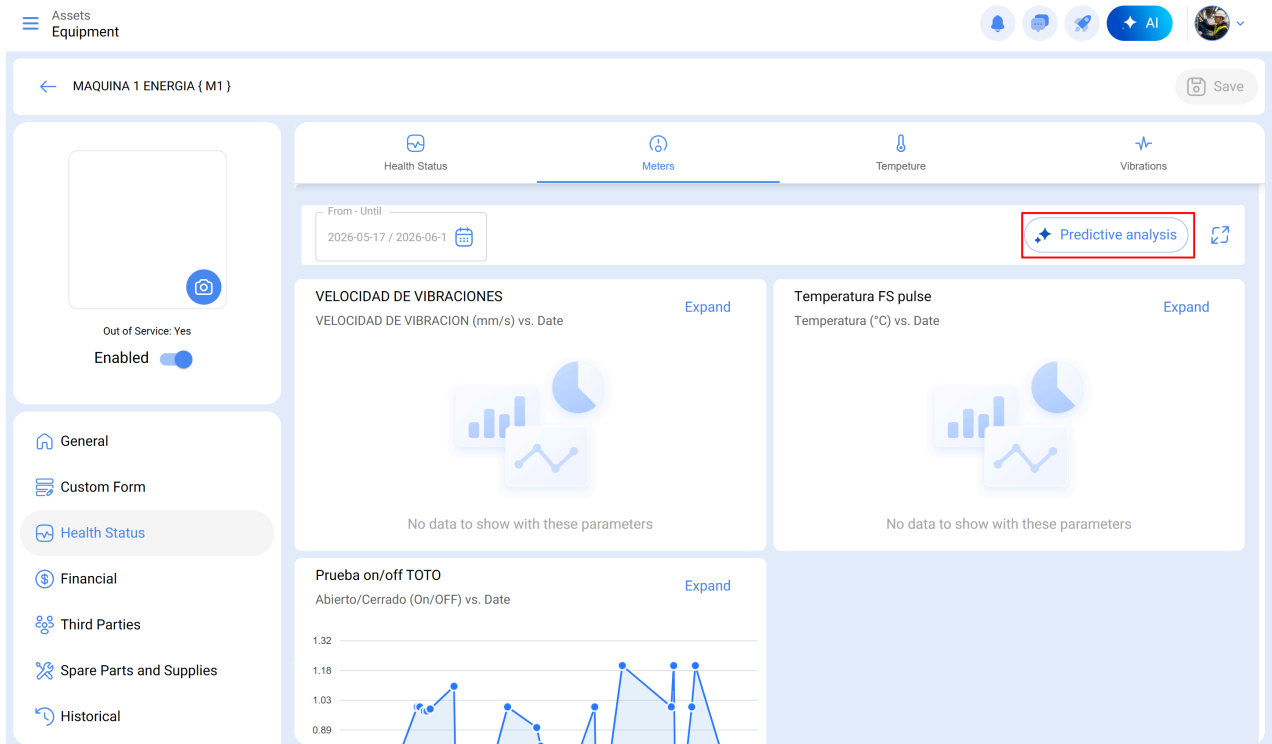 Assets
Equipment
AI
MAQUINA 1 ENERGIA { M1 }
Save
Out of Service: Yes
Enabled
General
Custom Form
Health Status
Financial
Third Parties
Spare Parts and Supplies
Historical
Health Status
Meters
Tempeture
Vibrations
From - Until
2026-05-17 / 2026-06-1
Predictive analysis
VELOCIDAD DE VIBRACIONES
Expand
VELOCIDAD DE VIBRACION (mm/s) vs. Date
No data to show with these parameters
Temperatura FS pulse
Expand
Temperatura (°C) vs. Date
No data to show with these parameters
Prueba on/off TOTO
Expand
Abierto/Cerrado (On/OFF) vs. Date
1.32
1.18
1.03
0.89